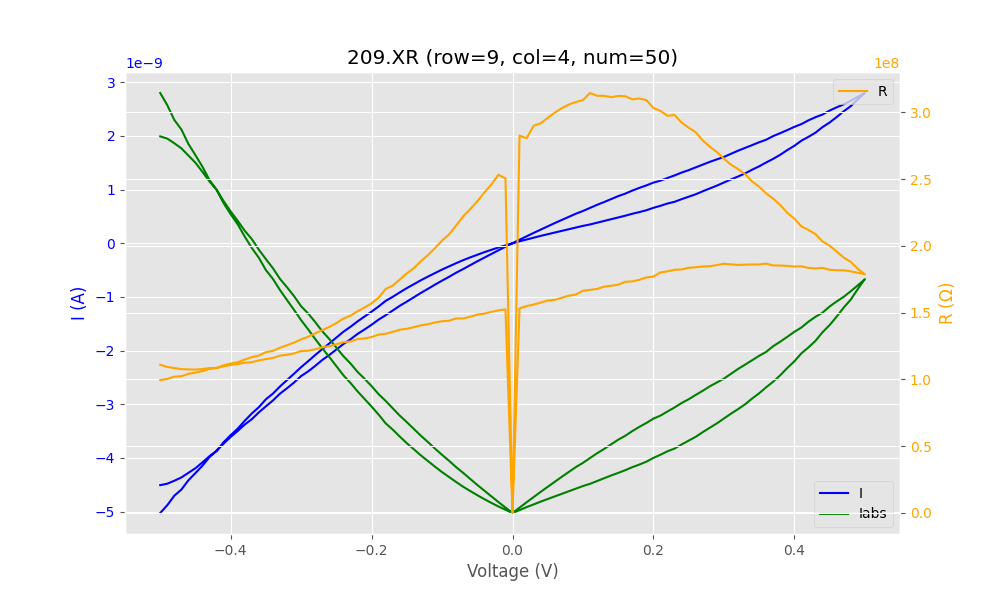 209.XR (row=9, col=4, num=50)
1e−9
1e8
R
3
2
1
0
−1
−2
−3
−4
−5
I (A)
3.0
2.5
2.0
1.5
1.0
0.5
0.0
R (Ω)
I
Iabs
−0.4
−0.2
0.0
0.2
0.4
Voltage (V)